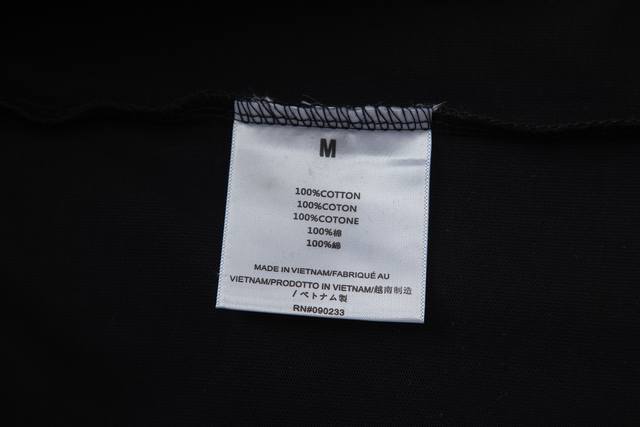 M
100%COTTON
100%COTON
100%COTONE
100%棉
100%綿
MADE IN VIETNAM/FABRIQUÉ AU
VIETNAM/PRODOTTO IN VIETNAM/越南制造
/ベトナム製
RN#090233